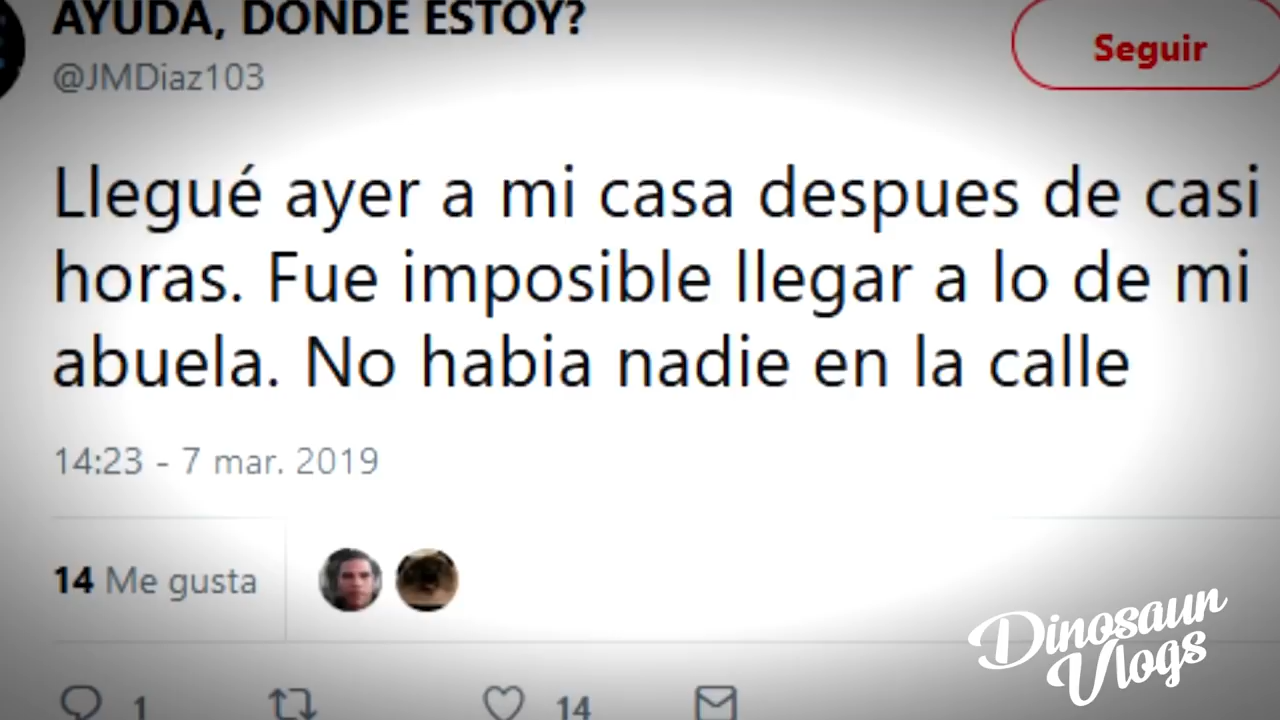 AYUDA, DONDE ESTOY?
@JMDiaz103
Seguir
Llegué ayer a mi casa despues de casi
horas. Fue imposible llegar a lo de mi
abuela. No habia nadie en la calle
14:23 - 7 mar. 2019
14 Me gusta
1
14
Dinosaur
Vlogs